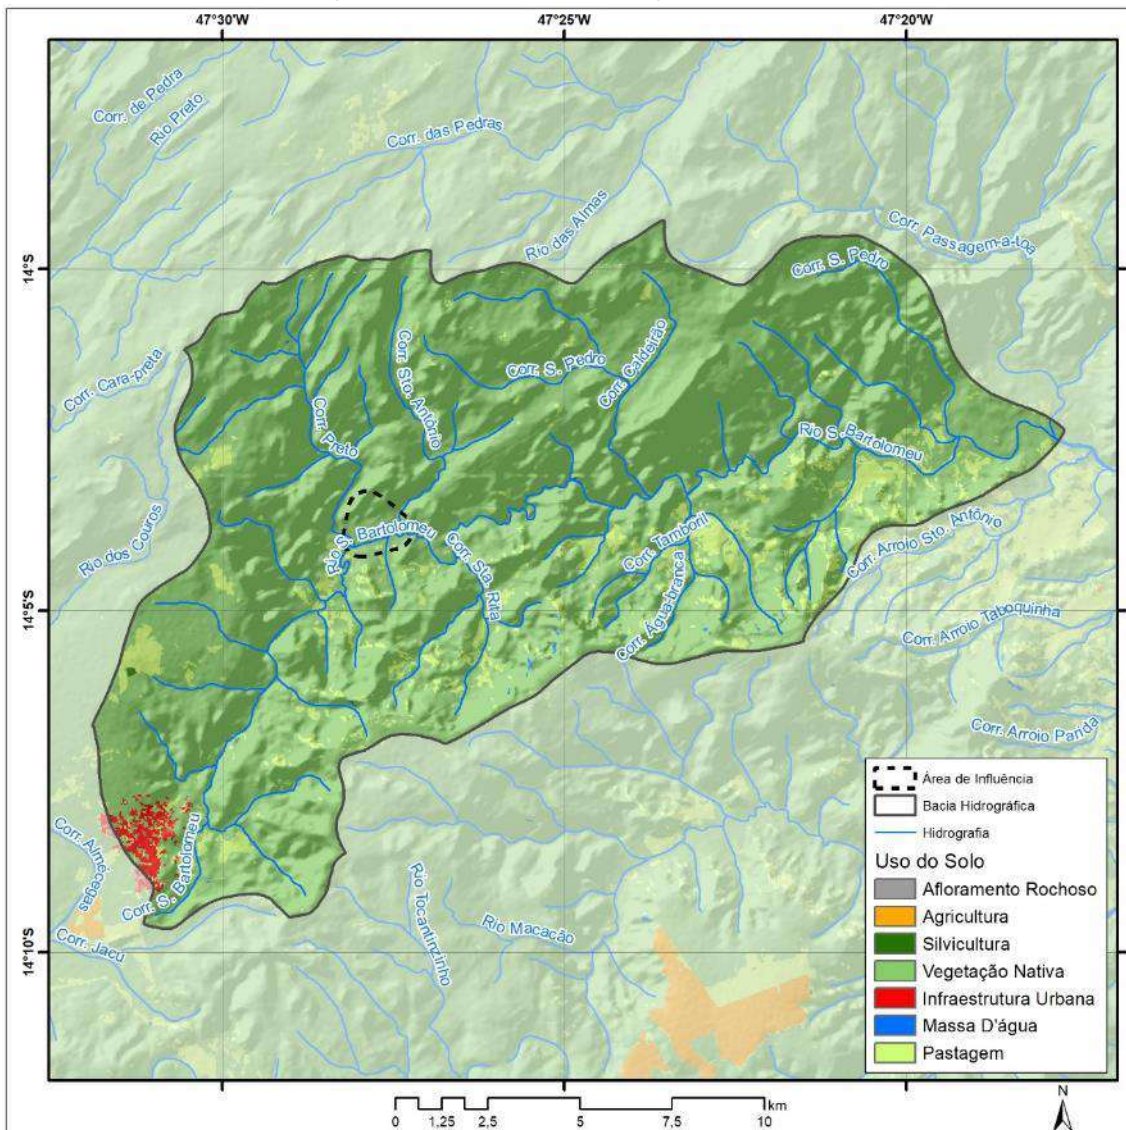 47°30'W
47°25'W
47°20'W
Corr. de Pedra
Rio Preto
Corr. das Pedras
Rio das Almas
Corr. Passagem-a-toa
14°S
Corr. S. Pedro
Corr. Cara-preta
Corr. Sto. Antônio
Corr. S. Pedro
Corr. Caldeirão
Corr. Preto
Rio S. Bartolomeu
Rio dos Couros
Rio S. Bartolomeu
Corr. Sta. Rita
Corr. Tamboril
Corr. Arroio Sto. Antônio
14°5'S
Corr. Água-branca
Corr. Arroio Taboquinha
Corr. Arroio Parida
Área de Influência
Bacia Hidrográfica
Hidrografia
Uso do Solo
Afloramento Rochoso
Agricultura
Silvicultura
Vegetação Nativa
Infraestrutura Urbana
Massa D'água
Pastagem
Corr. Almécegas
Corr. S. Bartolomeu
Rio Tocantinzinho
Rio Macacão
Corr. Jacú
14°10'S
N
km
0 1,25 2,5 5 7,5 10